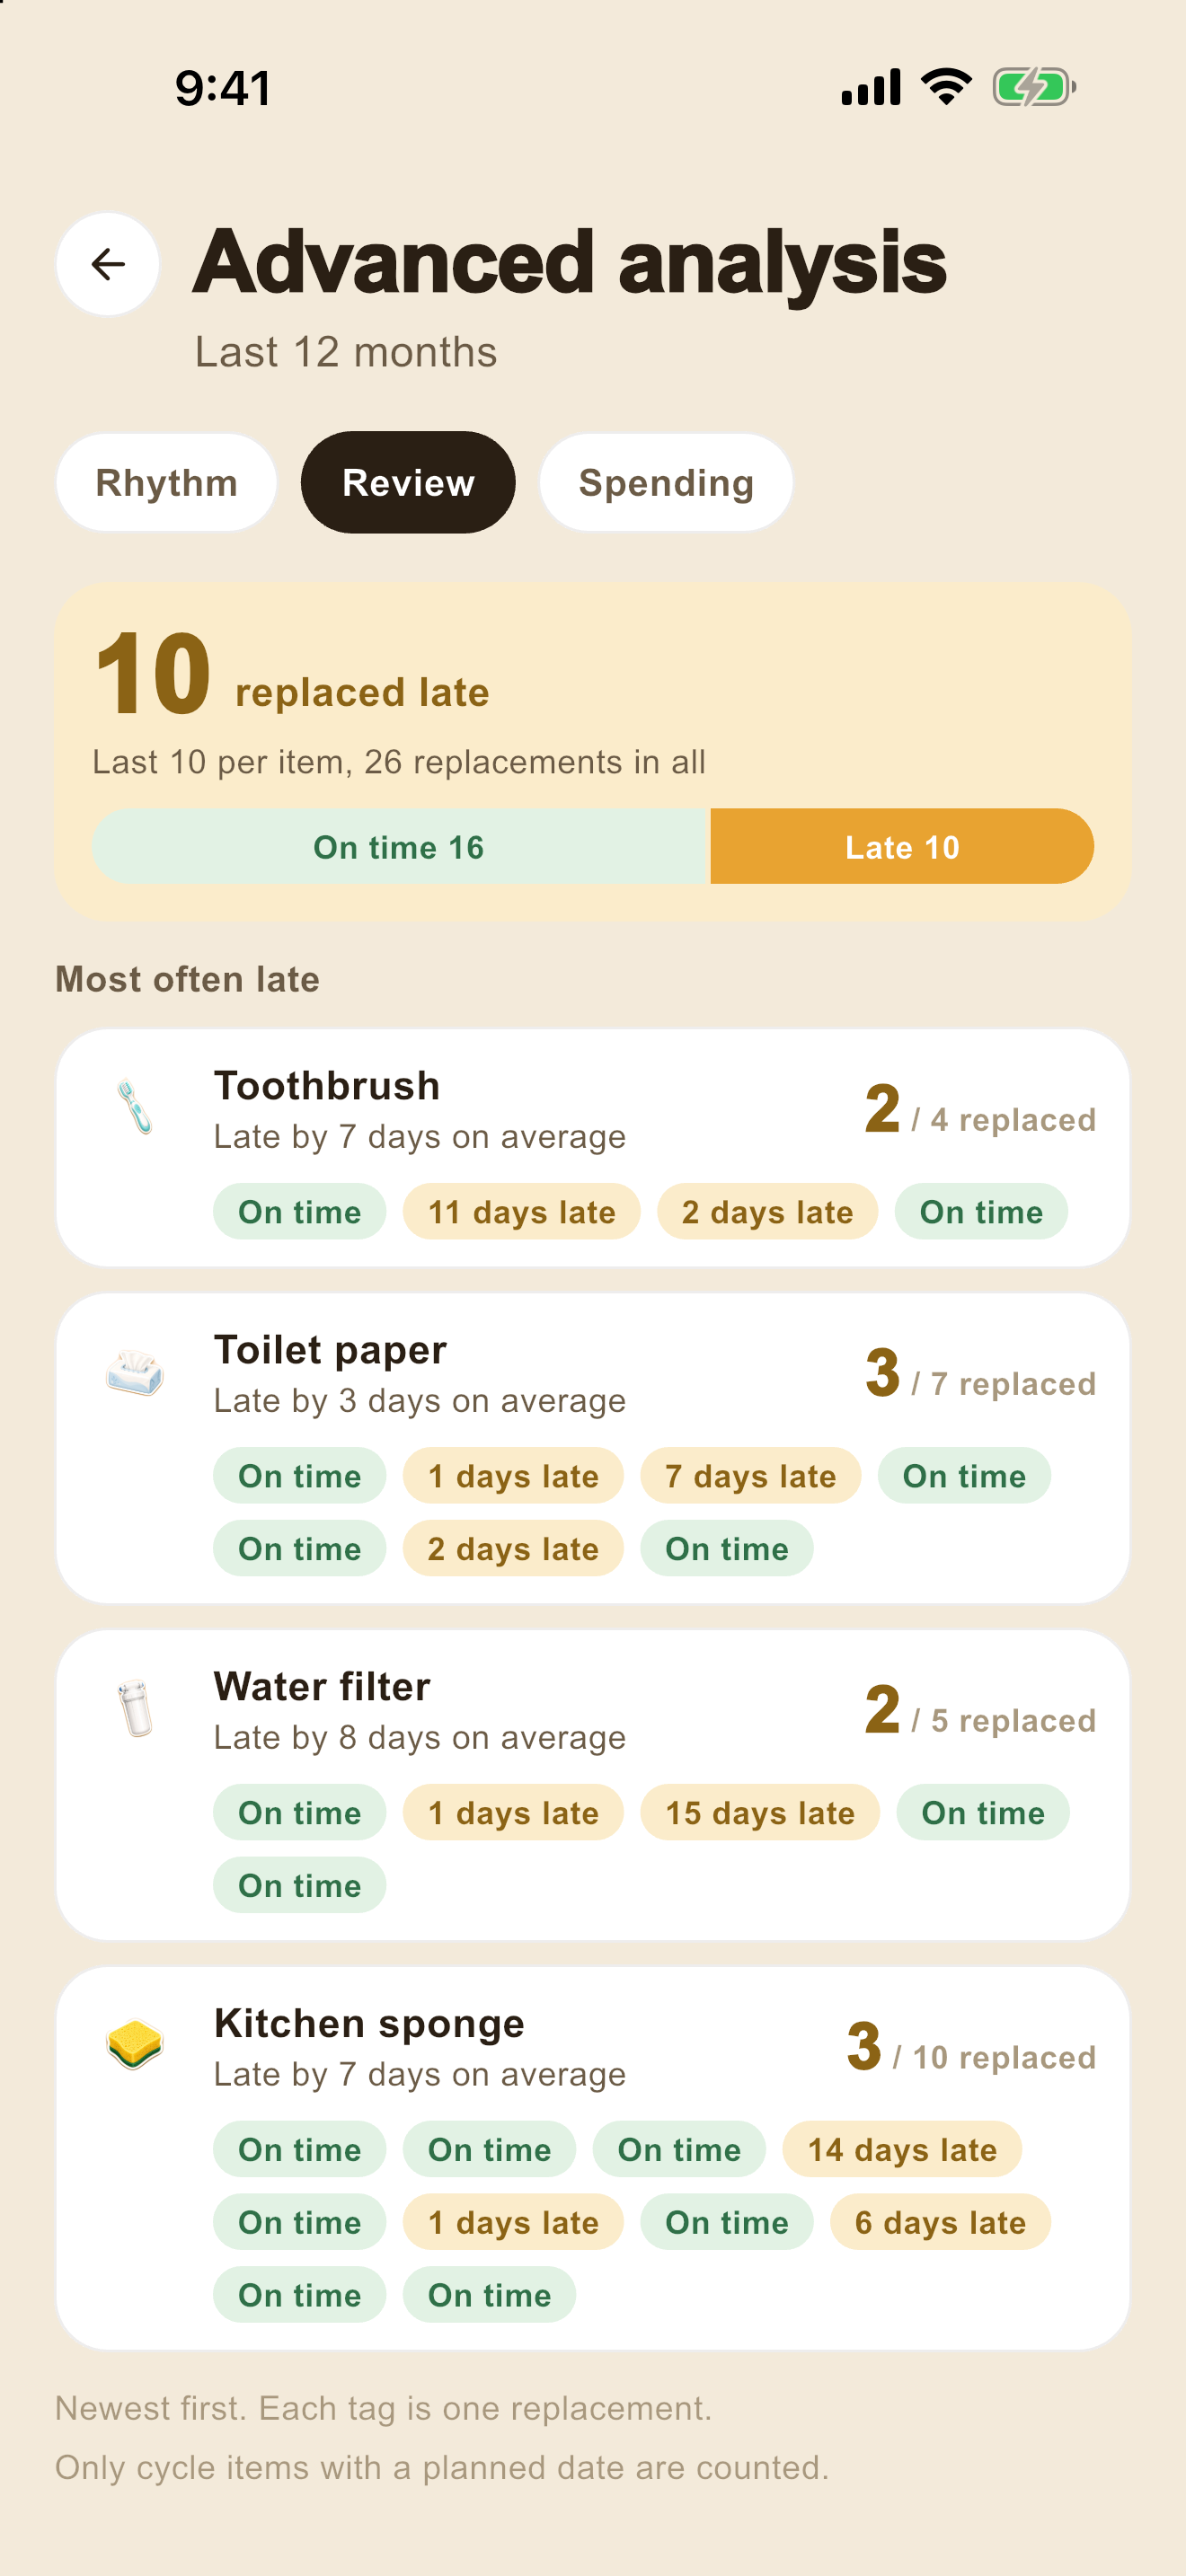 9:41
Advanced analysis
Last 12 months
Rhythm Review Spending
10 replaced late
Last 10 per item, 26 replacements in all
On time 16 Late 10
Most often late
Toothbrush
2 / 4 replaced
Late by 7 days on average
On time 11 days late 2 days late On time
Toilet paper
3 / 7 replaced
Late by 3 days on average
On time 1 days late 7 days late On time
On time 2 days late On time
Water filter
2 / 5 replaced
Late by 8 days on average
On time 1 days late 15 days late On time
On time
Kitchen sponge
3 / 10 replaced
Late by 7 days on average
On time On time On time 14 days late
On time 1 days late On time 6 days late
On time On time
Newest first. Each tag is one replacement.
Only cycle items with a planned date are counted.